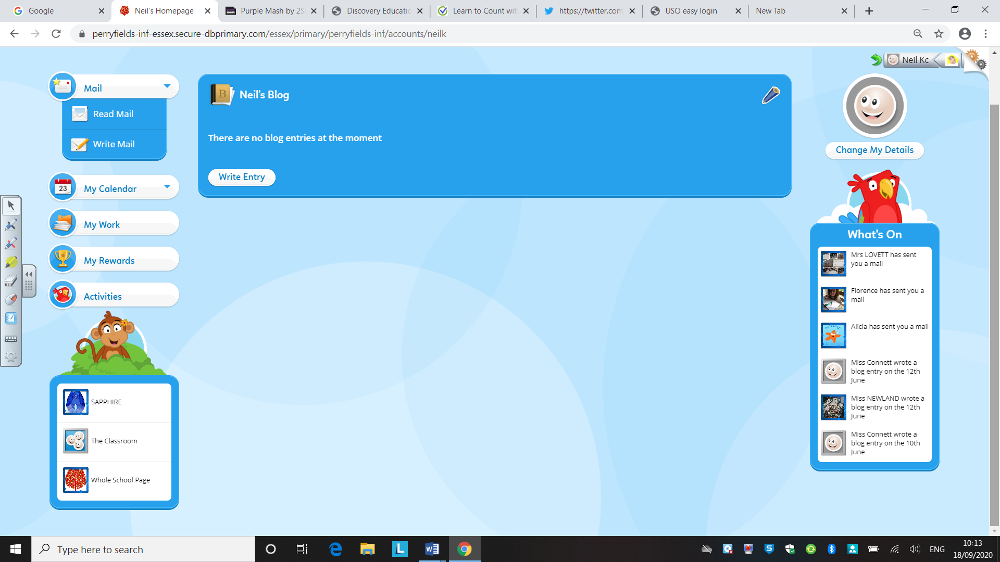 Google
Neil's Homepage
Purple Mash by 2S
Discovery Educatio
Learn to Count wit
https://twitter.com
USO easy login
New Tab
perryfields-inf-essex.secure-dbprimary.com/essex/primary/perryfields-inf/accounts/neilk
Neil Kc
Mail
Read Mail
Write Mail
23
My Calendar
My Work
My Rewards
Activities
SAPPHIRE
The Classroom
Whole School Page
B
Neil's Blog
There are no blog entries at the moment
Write Entry
Change My Details
What's On
Mrs LOVETT has sent
you a mail
Florence has sent you a
mail
Amazing!
Alicia has sent you a mail
Miss Connett wrote a
blog entry on the 12th
June
Miss NEWLAND wrote a
blog entry on the 12th
June
Miss Connett wrote a
blog entry on the 10th
June
Type here to search
ENG
10:13
18/09/2020